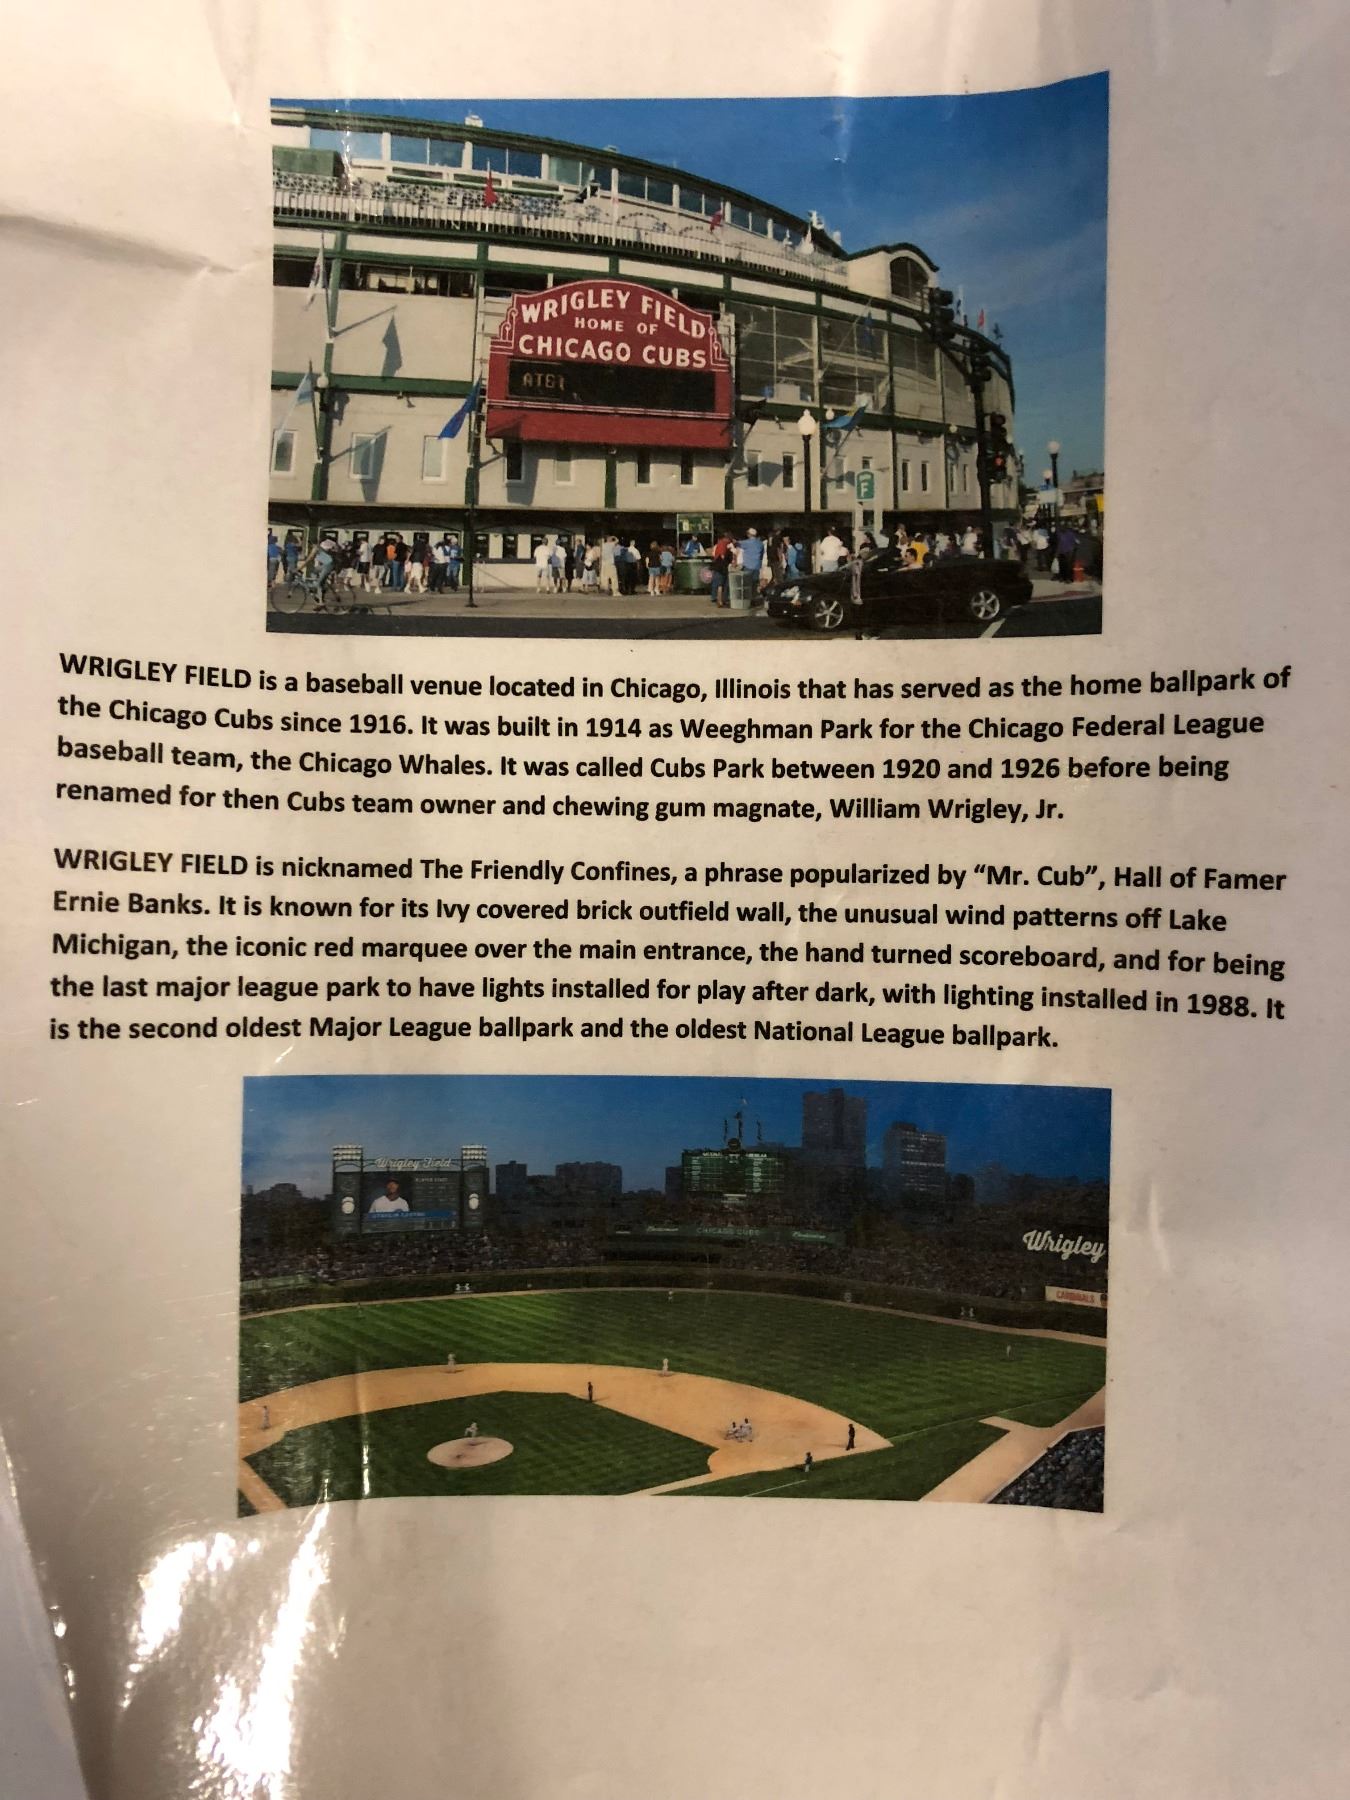 WRIGLEY FIELD
HOME OF
CHICAGO CUBS
AT&T
F
WRIGLEY FIELD is a baseball venue located in Chicago, Illinois that has served as the home ballpark of
the Chicago Cubs since 1916. It was built in 1914 as Weeghman Park for the Chicago Federal League
baseball team, the Chicago Whales. It was called Cubs Park between 1920 and 1926 before being
renamed for then Cubs team owner and chewing gum magnate, William Wrigley, Jr.
WRIGLEY FIELD is nicknamed The Friendly Confines, a phrase popularized by “Mr. Cub”, Hall of Famer
Ernie Banks. It is known for its Ivy covered brick outfield wall, the unusual wind patterns off Lake
Michigan, the iconic red marquee over the main entrance, the hand turned scoreboard, and for being
the last major league park to have lights installed for play after dark, with lighting installed in 1988. It
is the second oldest Major League ballpark and the oldest National League ballpark.
Wrigley Field
CHICAGO CUBS
Wrigley
CARDINALS